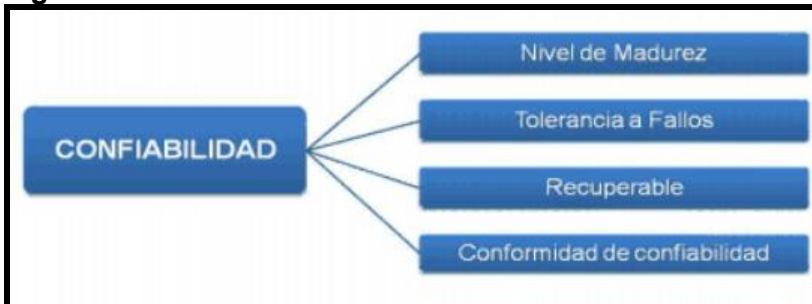 CONFIABILIDAD
Nivel de Madurez
Tolerancia a Fallos
Recuperable
Conformidad de confiabilidad